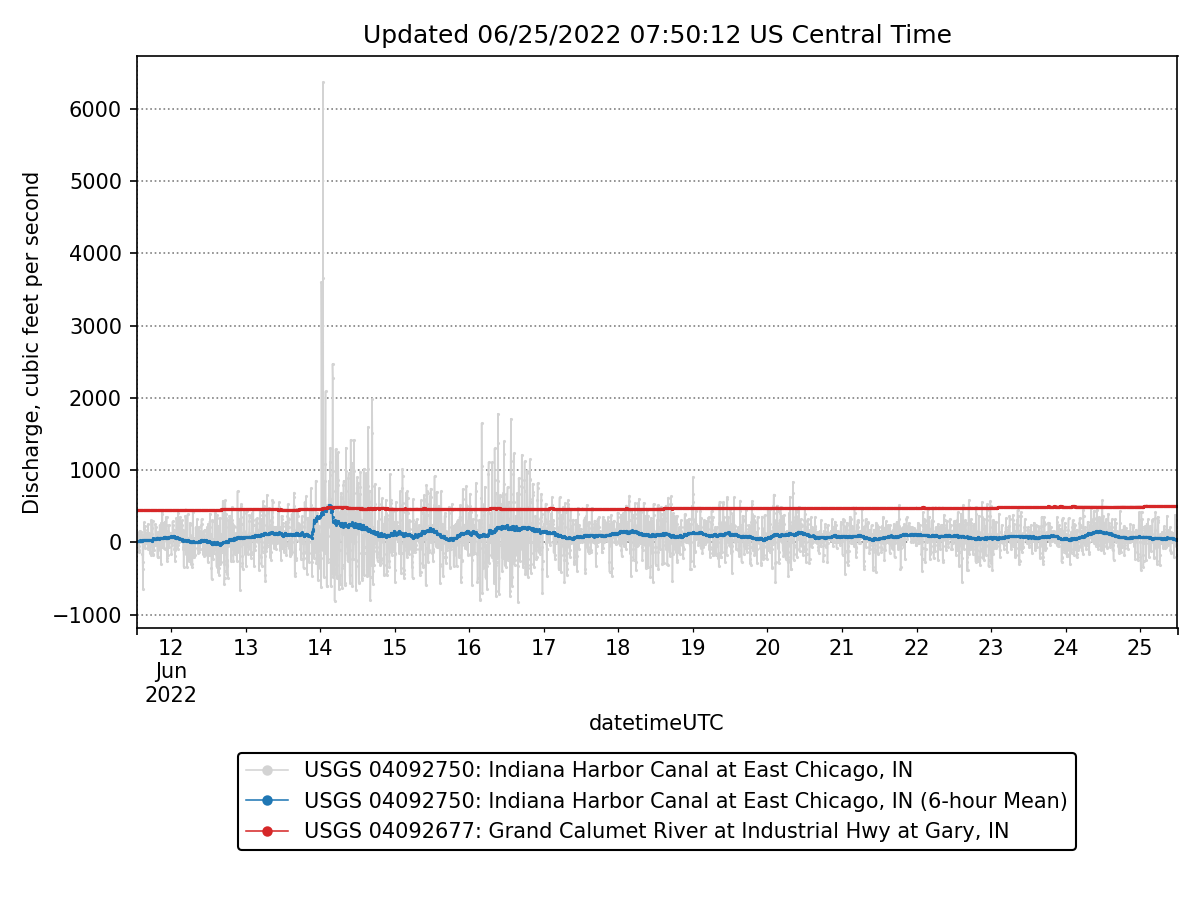 Updated 06/25/2022 07:50:12 US Central Time
Discharge, cubic feet per second
6000
5000
4000
3000
2000
1000
0
−1000
12 13 14 15 16 17 18 19 20 21 22 23 24 25
Jun
2022
datetimeUTC
USGS 04092750: Indiana Harbor Canal at East Chicago, IN
USGS 04092750: Indiana Harbor Canal at East Chicago, IN (6-hour Mean)
USGS 04092677: Grand Calumet River at Industrial Hwy at Gary, IN